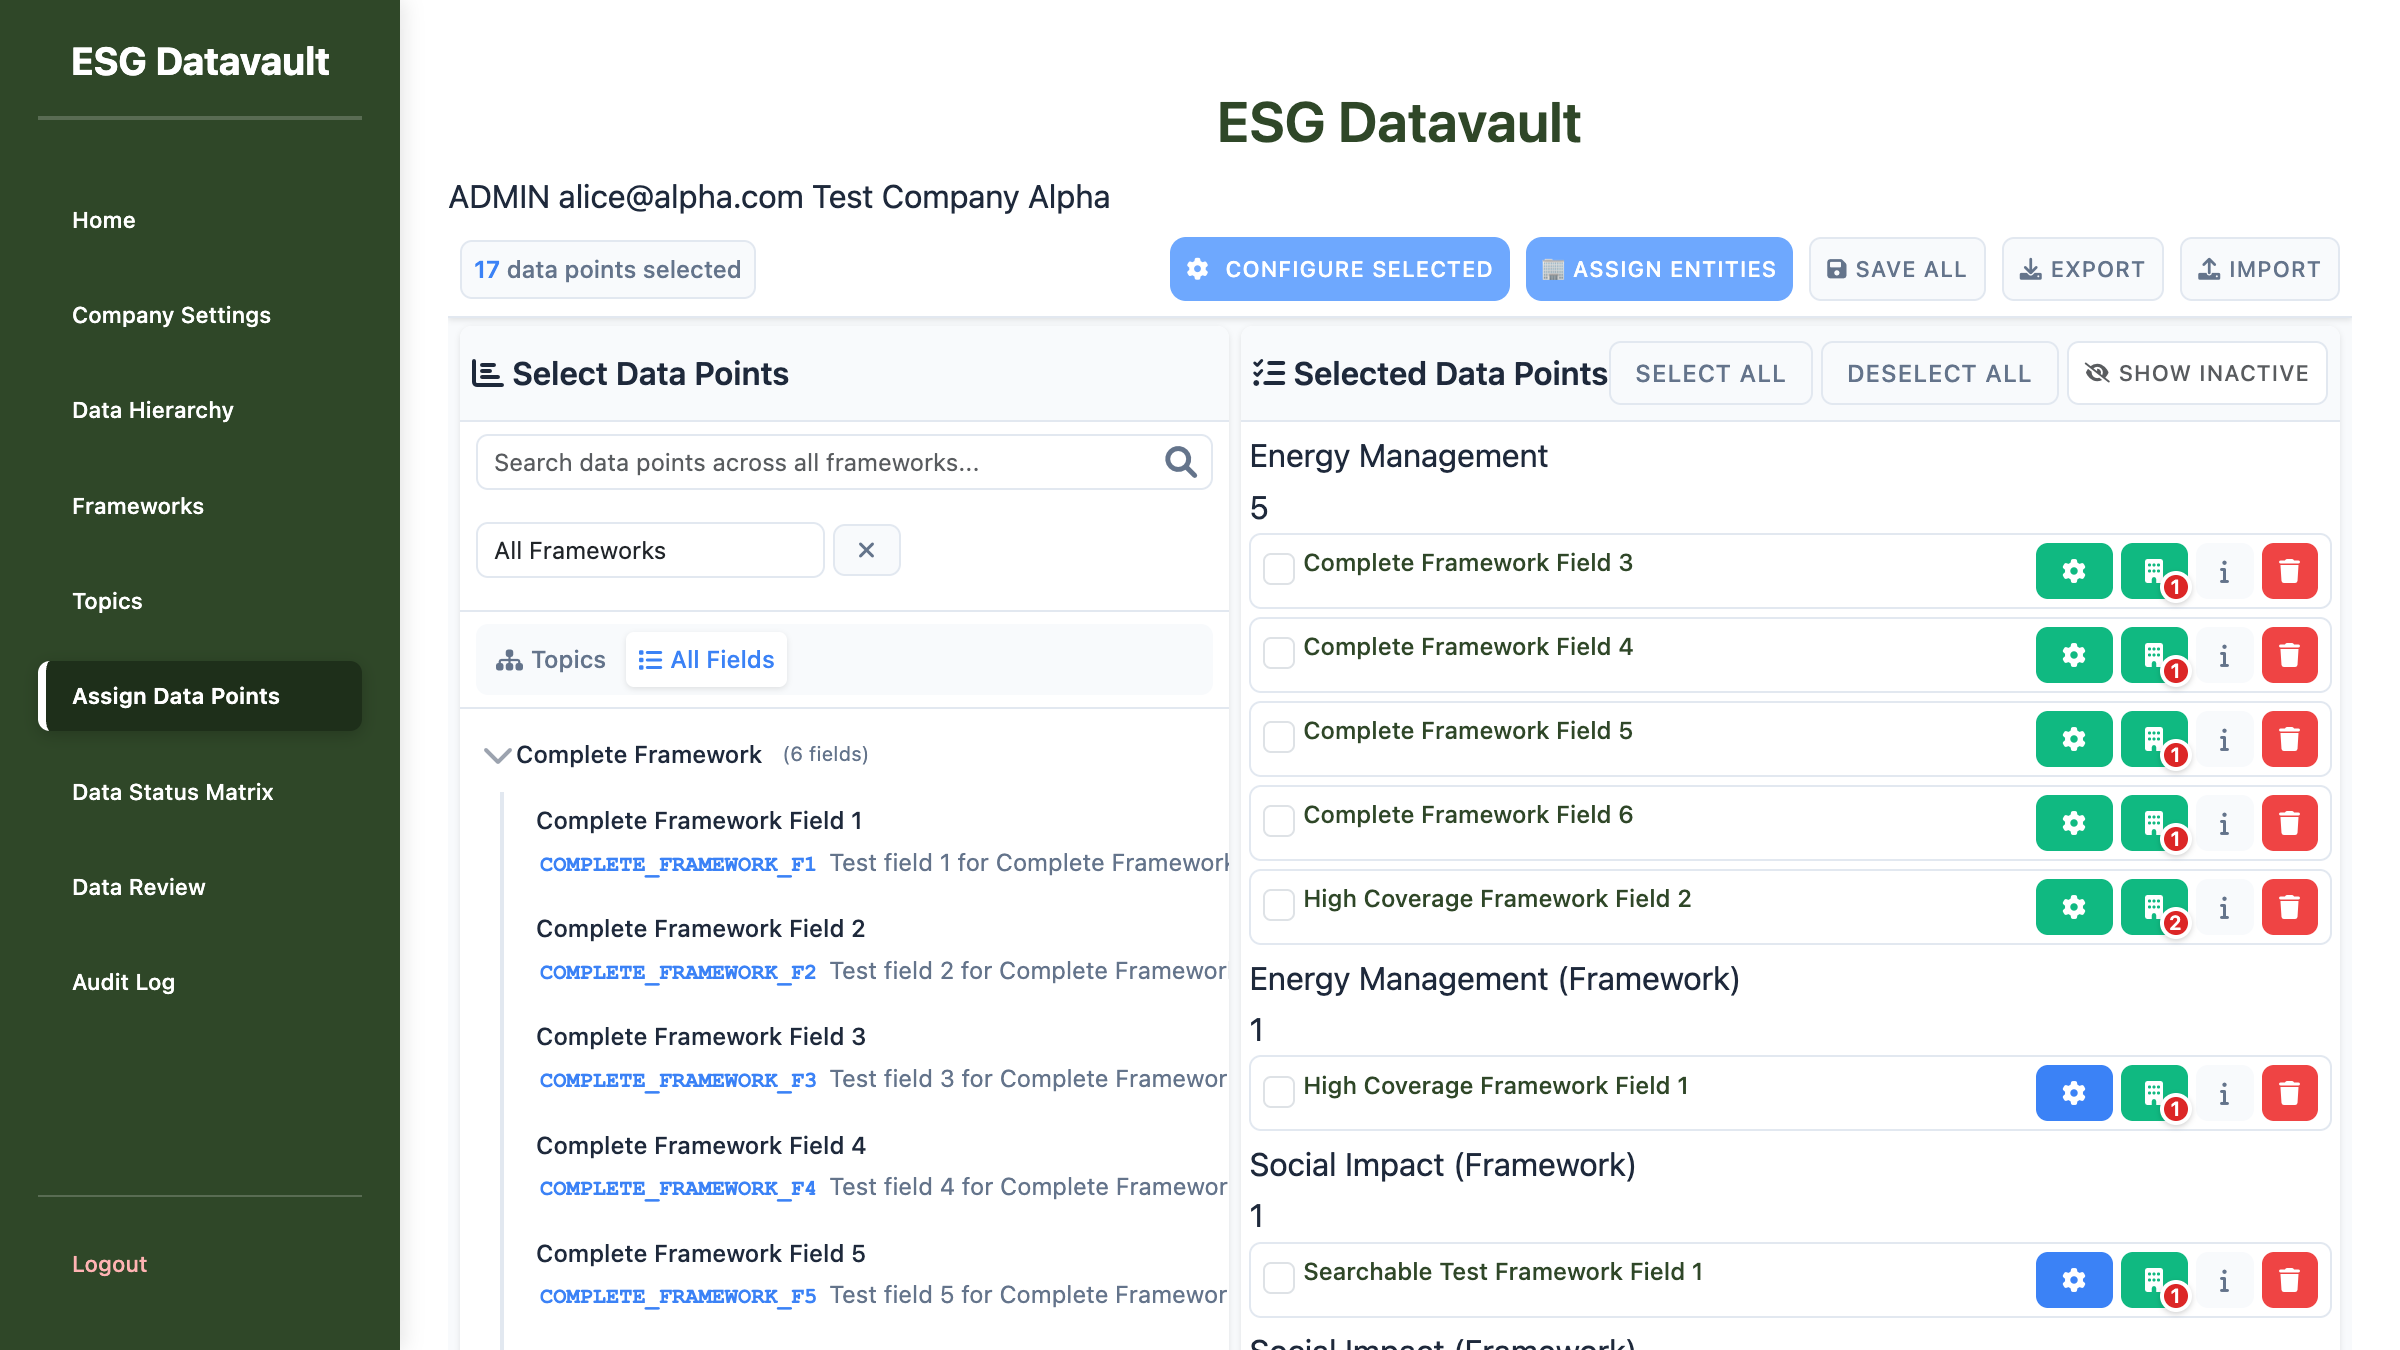 ESG Datavault
Home
Company Settings
Data Hierarchy
Frameworks
Topics
Assign Data Points
Data Status Matrix
Data Review
Audit Log
Logout
ESG Datavault
ADMIN alice@alpha.com Test Company Alpha
17 data points selected
CONFIGURE SELECTED
ASSIGN ENTITIES
SAVE ALL
EXPORT
IMPORT
Select Data Points
Search data points across all frameworks...
All Frameworks
Topics
All Fields
Complete Framework (6 fields)
Complete Framework Field 1
COMPLETE_FRAMEWORK_F1 Test field 1 for Complete Framework
Complete Framework Field 2
COMPLETE_FRAMEWORK_F2 Test field 2 for Complete Framewor
Complete Framework Field 3
COMPLETE_FRAMEWORK_F3 Test field 3 for Complete Framewor
Complete Framework Field 4
COMPLETE_FRAMEWORK_F4 Test field 4 for Complete Framewor
Complete Framework Field 5
COMPLETE_FRAMEWORK_F5 Test field 5 for Complete Framewor
Selected Data Points
SELECT ALL
DESELECT ALL
SHOW INACTIVE
Energy Management
5
Complete Framework Field 3
1
Complete Framework Field 4
1
Complete Framework Field 5
1
Complete Framework Field 6
1
High Coverage Framework Field 2
2
Energy Management (Framework)
1
High Coverage Framework Field 1
1
Social Impact (Framework)
1
Searchable Test Framework Field 1
1
Social Impact (Framework)